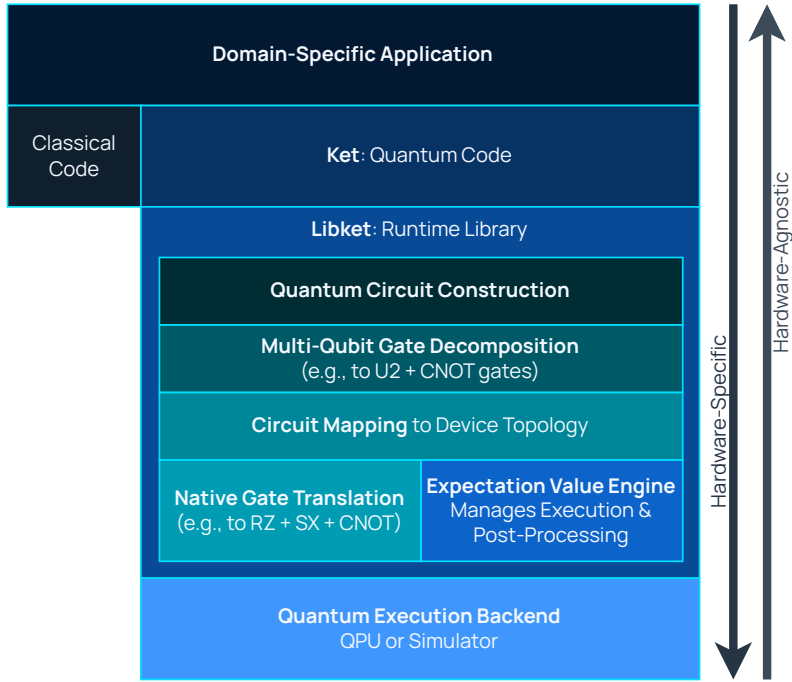 Domain-Specific Application
Classical
Code
Ket: Quantum Code
Libket: Runtime Library
Quantum Circuit Construction
Multi-Qubit Gate Decomposition
(e.g., to U2 + CNOT gates)
Circuit Mapping to Device Topology
Native Gate Translation
(e.g., to RZ + SX + CNOT)
Expectation Value Engine
Manages Execution &
Post-Processing
Quantum Execution Backend
QPU or Simulator
Hardware-Specific
Hardware-Agnostic